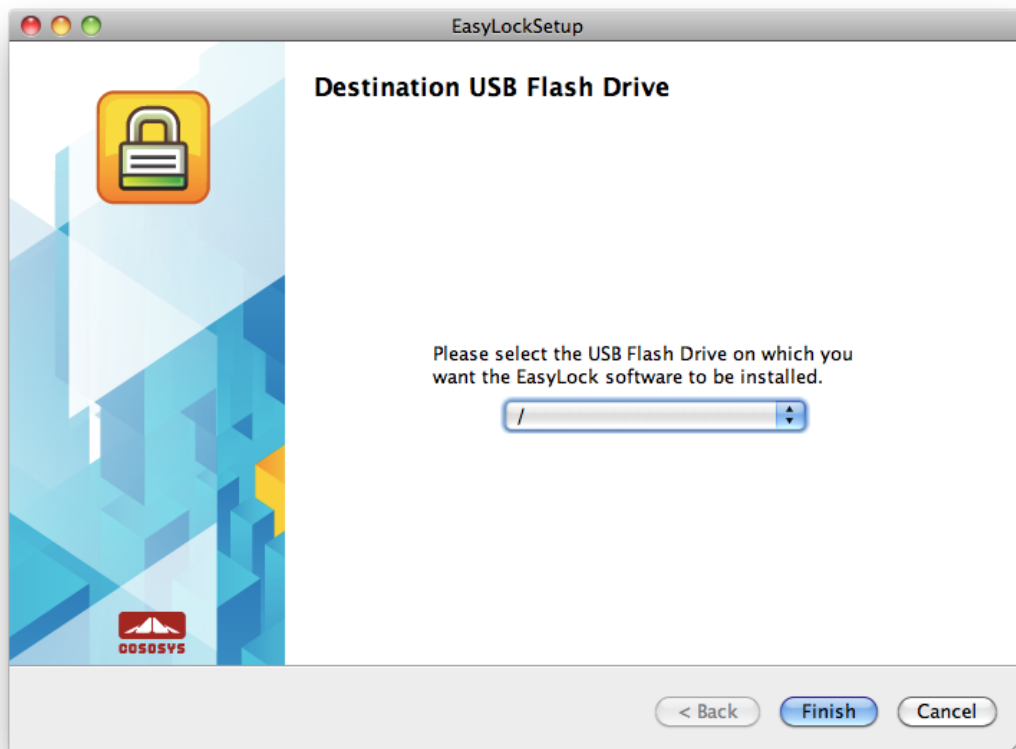 EasyLockSetup
Destination USB Flash Drive
Please select the USB Flash Drive on which you
want the EasyLock software to be installed.
/
COSOSYS
< Back
Finish
Cancel